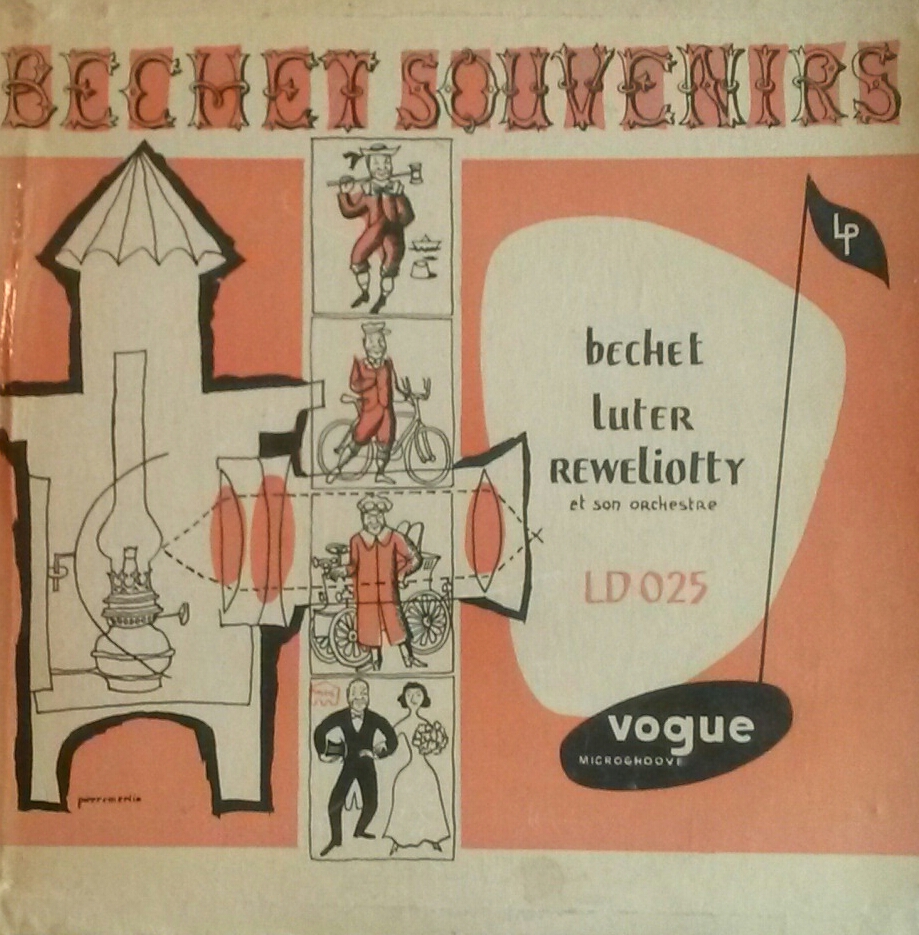 BECHET SOUVENIRS
LP
bechet
luter
reweliotty
et son orchestre
LD 025
vogue
MICROGROOVE